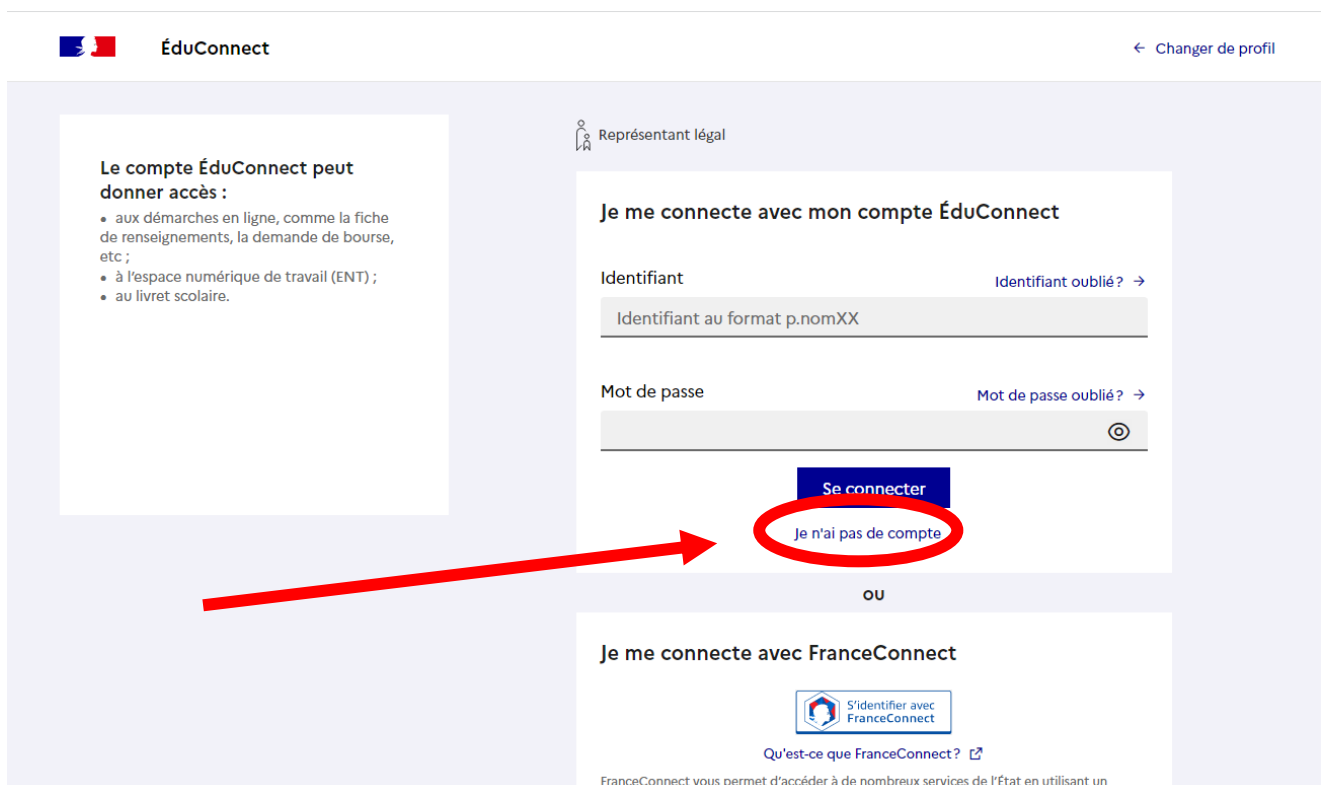 ÉduConnect
← Changer de profil
Le compte ÉduConnect peut
donner accès :
• aux démarches en ligne, comme la fiche
de renseignements, la demande de bourse,
etc ;
• à l'espace numérique de travail (ENT) ;
• au livret scolaire.
Représentant légal
Je me connecte avec mon compte ÉduConnect
Identifiant
Identifiant oublié? →
Identifiant au format p.nomXX
Mot de passe
Mot de passe oublié? →
Se connecter
Je n'ai pas de compte
ou
Je me connecte avec FranceConnect
S'identifier avec
FranceConnect
Qu'est-ce que FranceConnect?
FranceConnect vous permet d'accéder à de nombreux services de l'État en utilisant un